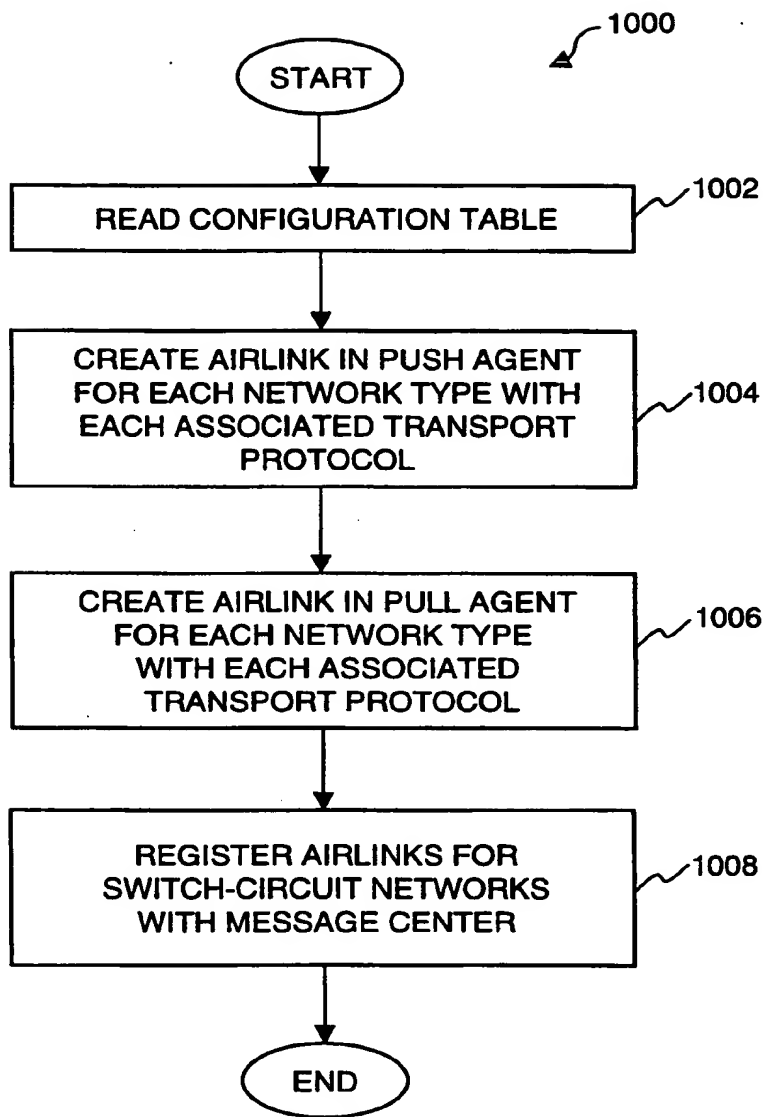 1000
START
READ CONFIGURATION TABLE
1002
CREATE AIRLINK IN PUSH AGENT
FOR EACH NETWORK TYPE WITH
EACH ASSOCIATED TRANSPORT
PROTOCOL
1004
CREATE AIRLINK IN PULL AGENT
FOR EACH NETWORK TYPE
WITH EACH ASSOCIATED
TRANSPORT PROTOCOL
1006
REGISTER AIRLINKS FOR
SWITCH-CIRCUIT NETWORKS
WITH MESSAGE CENTER
1008
END